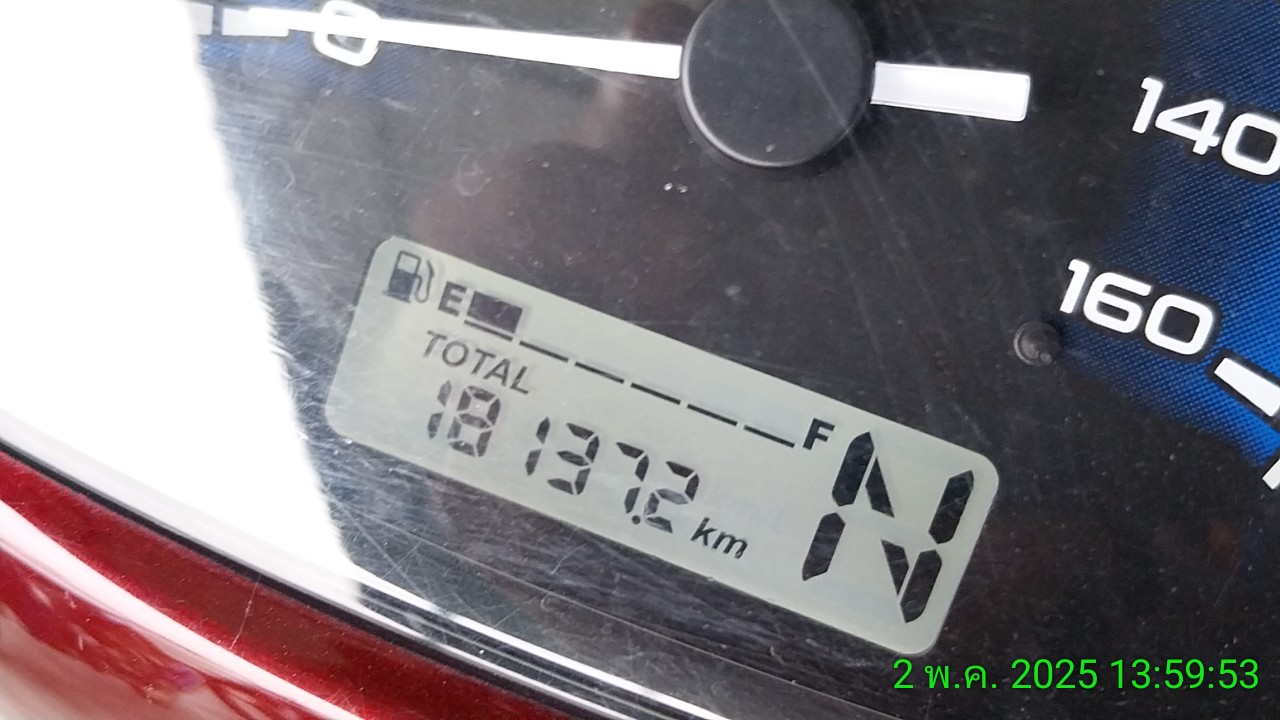 0
140
160
E F
TOTAL
18137.2 km
N
2 พ.ค. 2025 13:59:53